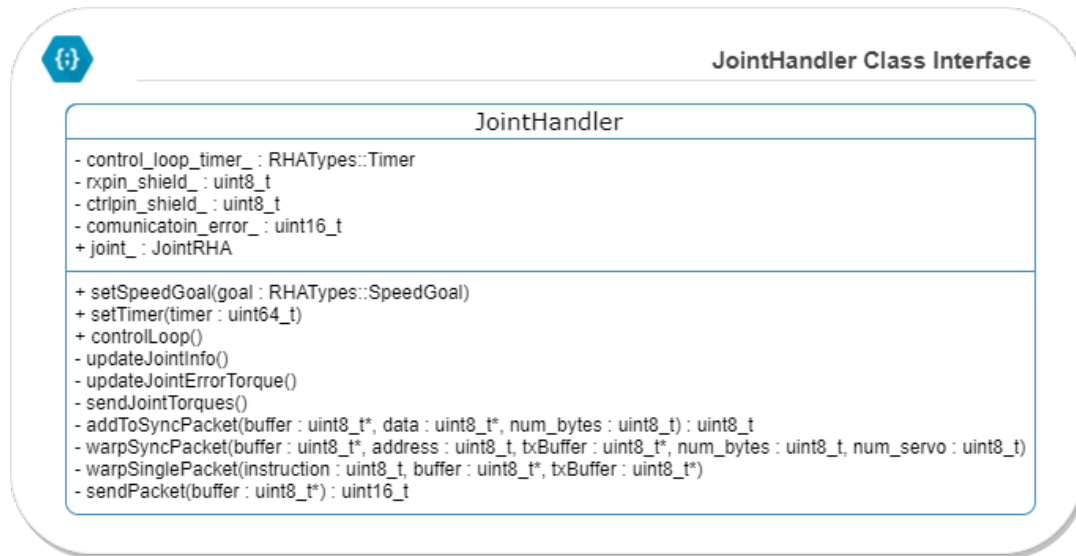 {;}
JointHandler Class Interface
JointHandler
- control_loop_timer_ : RHATypes::Timer
- rxpin_shield_ : uint8_t
- ctrlpin_shield_ : uint8_t
- comunicatoin_error_ : uint16_t
+ joint_ : JointRHA
+ setSpeedGoal(goal : RHATypes::SpeedGoal)
+ setTimer(timer : uint64_t)
+ controlLoop()
- updateJointInfo()
- updateJointErrorTorque()
- sendJointTorques()
- addToSyncPacket(buffer : uint8_t*, data : uint8_t*, num_bytes : uint8_t) : uint8_t
- warpSyncPacket(buffer : uint8_t*, address : uint8_t, txBuffer : uint8_t*, num_bytes : uint8_t, num_servo : uint8_t)
- warpSinglePacket(instruction : uint8_t, buffer : uint8_t*, txBuffer : uint8_t*)
- sendPacket(buffer : uint8_t*) : uint16_t